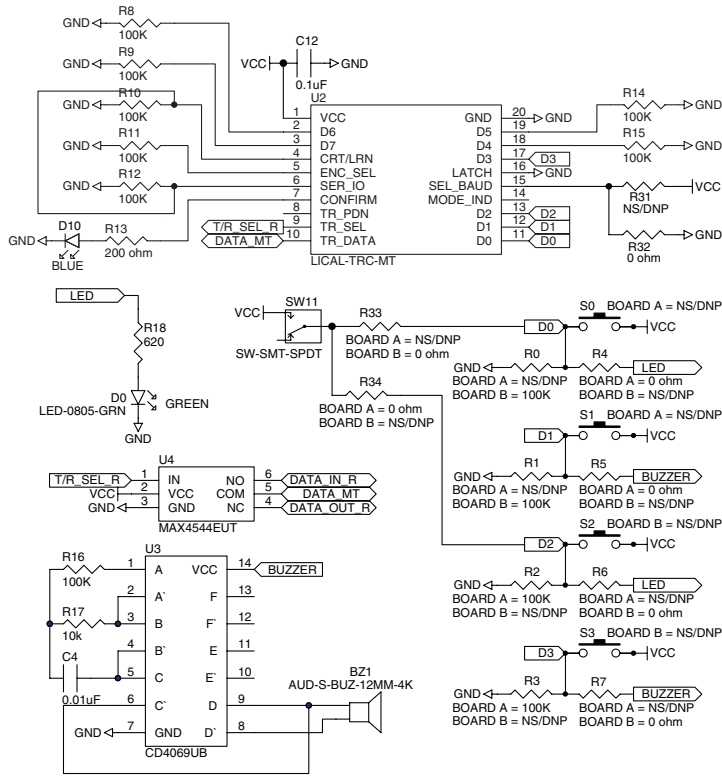 R8
GND
100K
R9
GND
100K
R10
GND
100K
R11
GND
100K
R12
GND
100K
D10
R13
GND
BLUE
200 ohm
C12
VCC
GND
0.1uF
U2
1 VCC GND 20 GND
2 D6 D5 19
3 D7 D4 18
4 CRT/LRN D3 17 D3
5 ENC_SEL LATCH 16 GND
6 SER_IO SEL_BAUD 15
7 CONFIRM MODE_IND 14
8 TR_PDN D2 13 D2
T/R_SEL_R 9 TR_SEL D1 12 D1
DATA_MT 10 TR_DATA D0 11 D0
LICAL-TRC-MT
R14
GND
100K
R15
GND
100K
R31
VCC
NS/DNP
R32
GND
0 ohm
LED
R18
620
D0
LED-0805-GRN
GREEN
GND
SW11
VCC
SW-SMT-SPDT
R33
BOARD A = NS/DNP
BOARD B = 0 ohm
R34
BOARD A = 0 ohm
BOARD B = NS/DNP
S0 BOARD A = NS/DNP
D0
VCC
GND R0 R4 LED
BOARD A = NS/DNP BOARD A = 0 ohm
BOARD B = 100K BOARD B = NS/DNP
S1 BOARD A = NS/DNP
D1
VCC
GND R1 R5 BUZZER
BOARD A = NS/DNP BOARD A = 0 ohm
BOARD B = 100K BOARD B = NS/DNP
S2 BOARD B = NS/DNP
D2
VCC
GND R2 R6 LED
BOARD A = 100K BOARD A = NS/DNP
BOARD B = NS/DNP BOARD B = 0 ohm
S3 BOARD B = NS/DNP
D3
VCC
GND R3 R7 BUZZER
BOARD A = 100K BOARD A = NS/DNP
BOARD B = NS/DNP BOARD B = 0 ohm
U4
T/R_SEL_R 1 IN NO 6 DATA_IN_R
VCC 2 VCC COM 5 DATA_MT
GND 3 GND NC 4 DATA_OUT_R
MAX4544EUT
U3
R16
100K
R17
10k
C4
0.01uF
1 A VCC 14 BUZZER
2 A` F 13
3 B F` 12
4 B` E 11
5 C E` 10
6 C` D 9
GND 7 GND D` 8
CD4069UB
BZ1
AUD-S-BUZ-12MM-4K